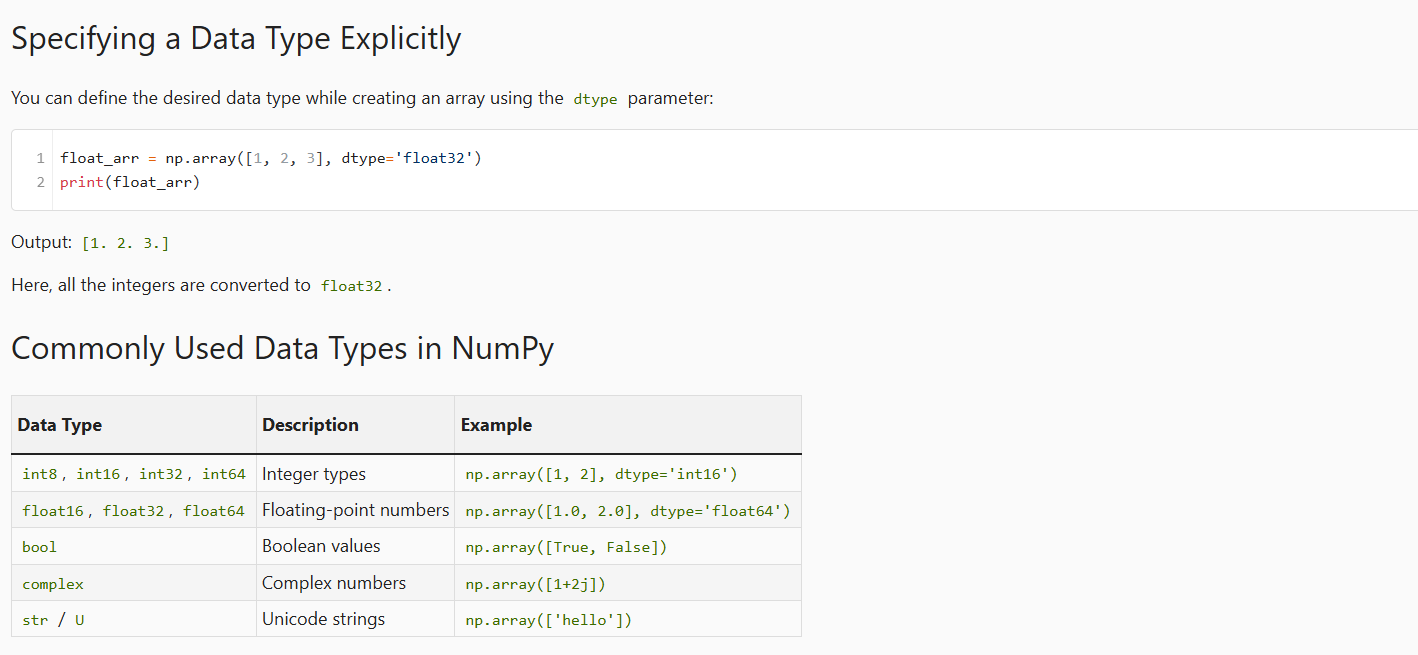 Specifying a Data Type Explicitly
You can define the desired data type while creating an array using the dtype parameter:
1 float_arr = np.array([1, 2, 3], dtype='float32')
2 print(float_arr)
Output: [1. 2. 3.]
Here, all the integers are converted to float32.
Commonly Used Data Types in NumPy
Data Type Description Example
int8, int16, int32, int64 Integer types np.array([1, 2], dtype='int16')
float16, float32, float64 Floating-point numbers np.array([1.0, 2.0], dtype='float64')
bool Boolean values np.array([True, False])
complex Complex numbers np.array([1+2j])
str / U Unicode strings np.array(['hello'])